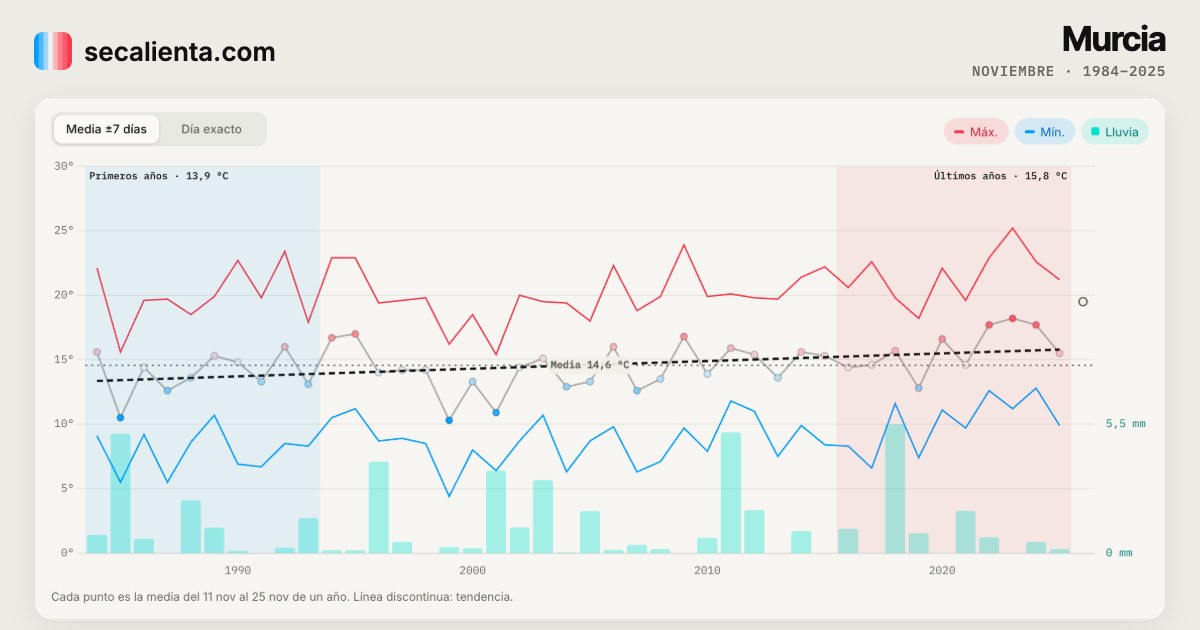 secalienta.com
Murcia
NOVIEMBRE · 1984–2025
Media ±7 días
Día exacto
Máx.
Mín.
Lluvia
30°
Primeros años · 13,9 °C
Últimos años · 15,8 °C
25°
20°
15°
Media 14,6 °C
10°
5,5 mm
5°
0°
0 mm
1990
2000
2010
2020
Cada punto es la media del 11 nov al 25 nov de un año. Línea discontinua: tendencia.